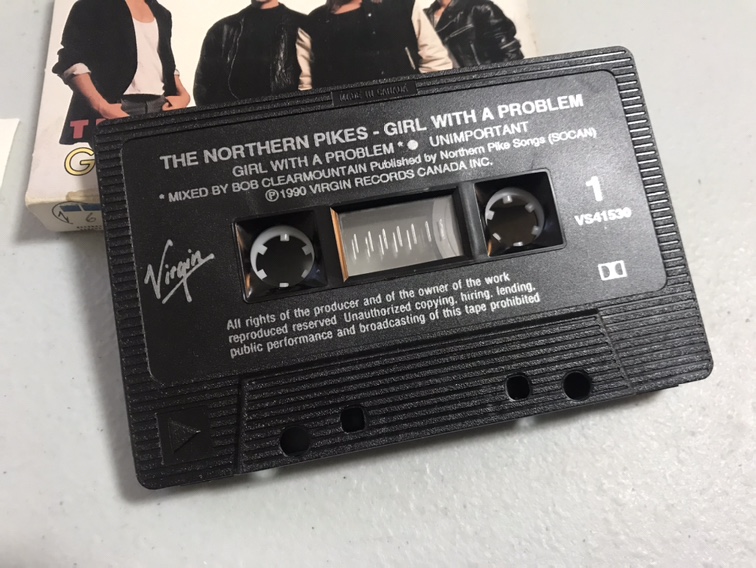 MADE IN CANADA
THE NORTHERN PIKES - GIRL WITH A PROBLEM
GIRL WITH A PROBLEM * ● UNIMPORTANT
* MIXED BY BOB CLEARMOUNTAIN Published by Northern Pike Songs (SOCAN)
℗ 1990 VIRGIN RECORDS CANADA INC.
1
VS41530
Virgin
All rights of the producer and of the owner of the work
reproduced reserved Unauthorized copying, hiring, lending,
public performance and broadcasting of this tape prohibited